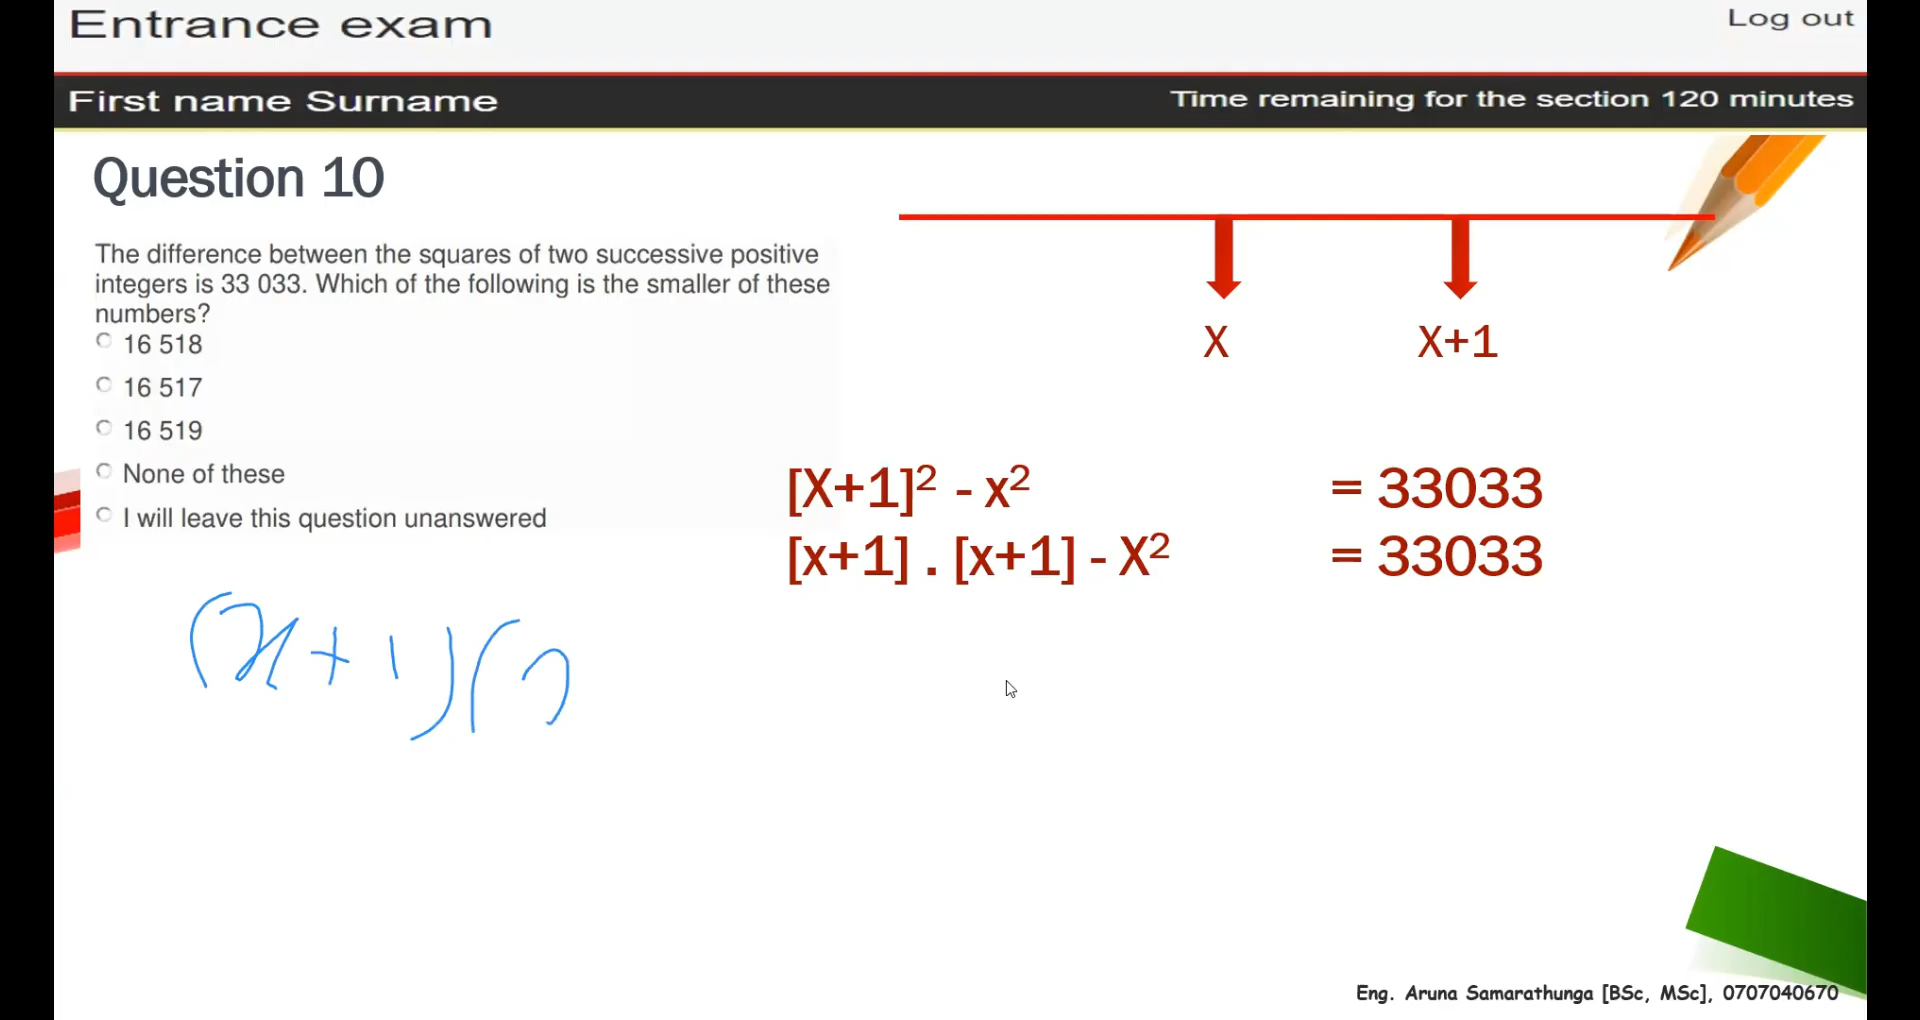 Entrance exam
Log out
First name Surname
Time remaining for the section 120 minutes
Question 10
The difference between the squares of two successive positive
integers is 33 033. Which of the following is the smaller of these
numbers?
16 518
16 517
16 519
None of these
I will leave this question unanswered
X
X+1
[X+1]² - x² = 33033
[x+1] . [x+1] - X² = 33033
(x+1)(
Eng. Aruna Samarathunga [BSc, MSc], 0707040670